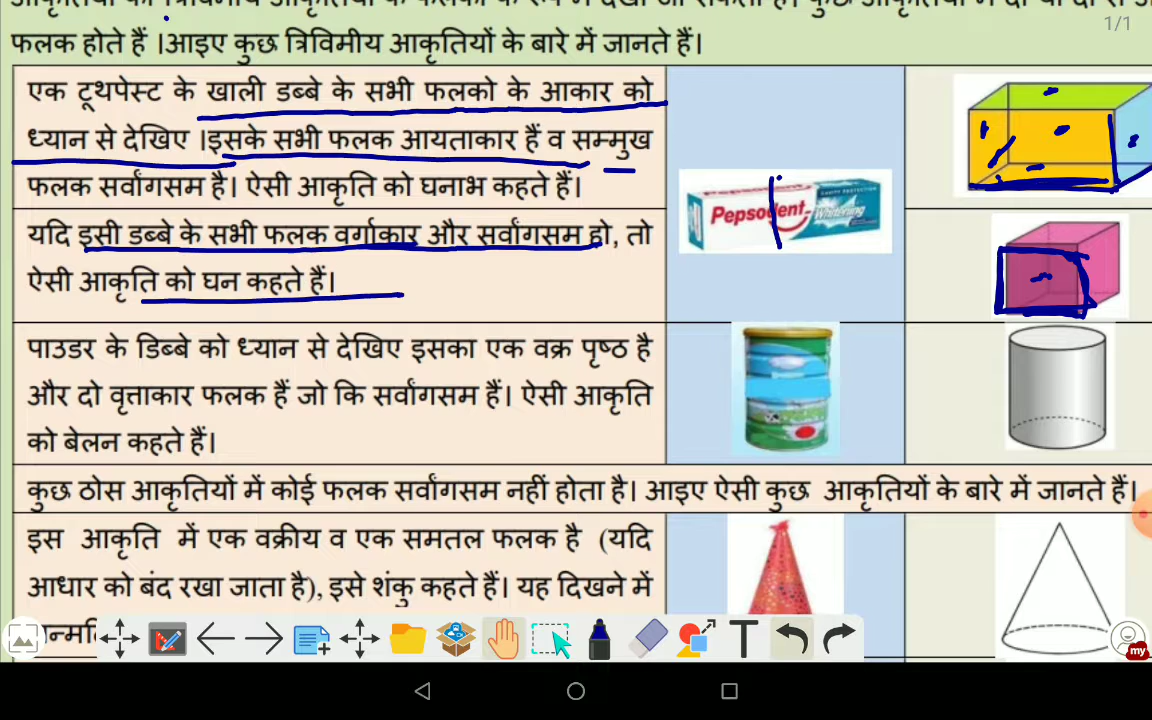 1/1
फलक होते हैं ।आइए कुछ त्रिविमीय आकृतियों के बारे में जानते हैं।
एक टूथपेस्ट के खाली डब्बे के सभी फलको के आकार को
ध्यान से देखिए ।इसके सभी फलक आयताकार हैं व सम्मुख
फलक सर्वांगसम है। ऐसी आकृति को घनाभ कहते हैं।
Pepsodent
Whitening
CAVITY PROTECTION
यदि इसी डब्बे के सभी फलक वर्गाकार और सर्वांगसम हो, तो
ऐसी आकृति को घन कहते हैं।
पाउडर के डिब्बे को ध्यान से देखिए इसका एक वक्र पृष्ठ है
और दो वृत्ताकार फलक हैं जो कि सर्वांगसम हैं। ऐसी आकृति
को बेलन कहते हैं।
कुछ ठोस आकृतियों में कोई फलक सर्वांगसम नहीं होता है। आइए ऐसी कुछ आकृतियों के बारे में जानते हैं।
इस आकृति में एक वक्रीय व एक समतल फलक है (यदि
आधार को बंद रखा जाता है), इसे शंकु कहते हैं। यह दिखने में
T
my